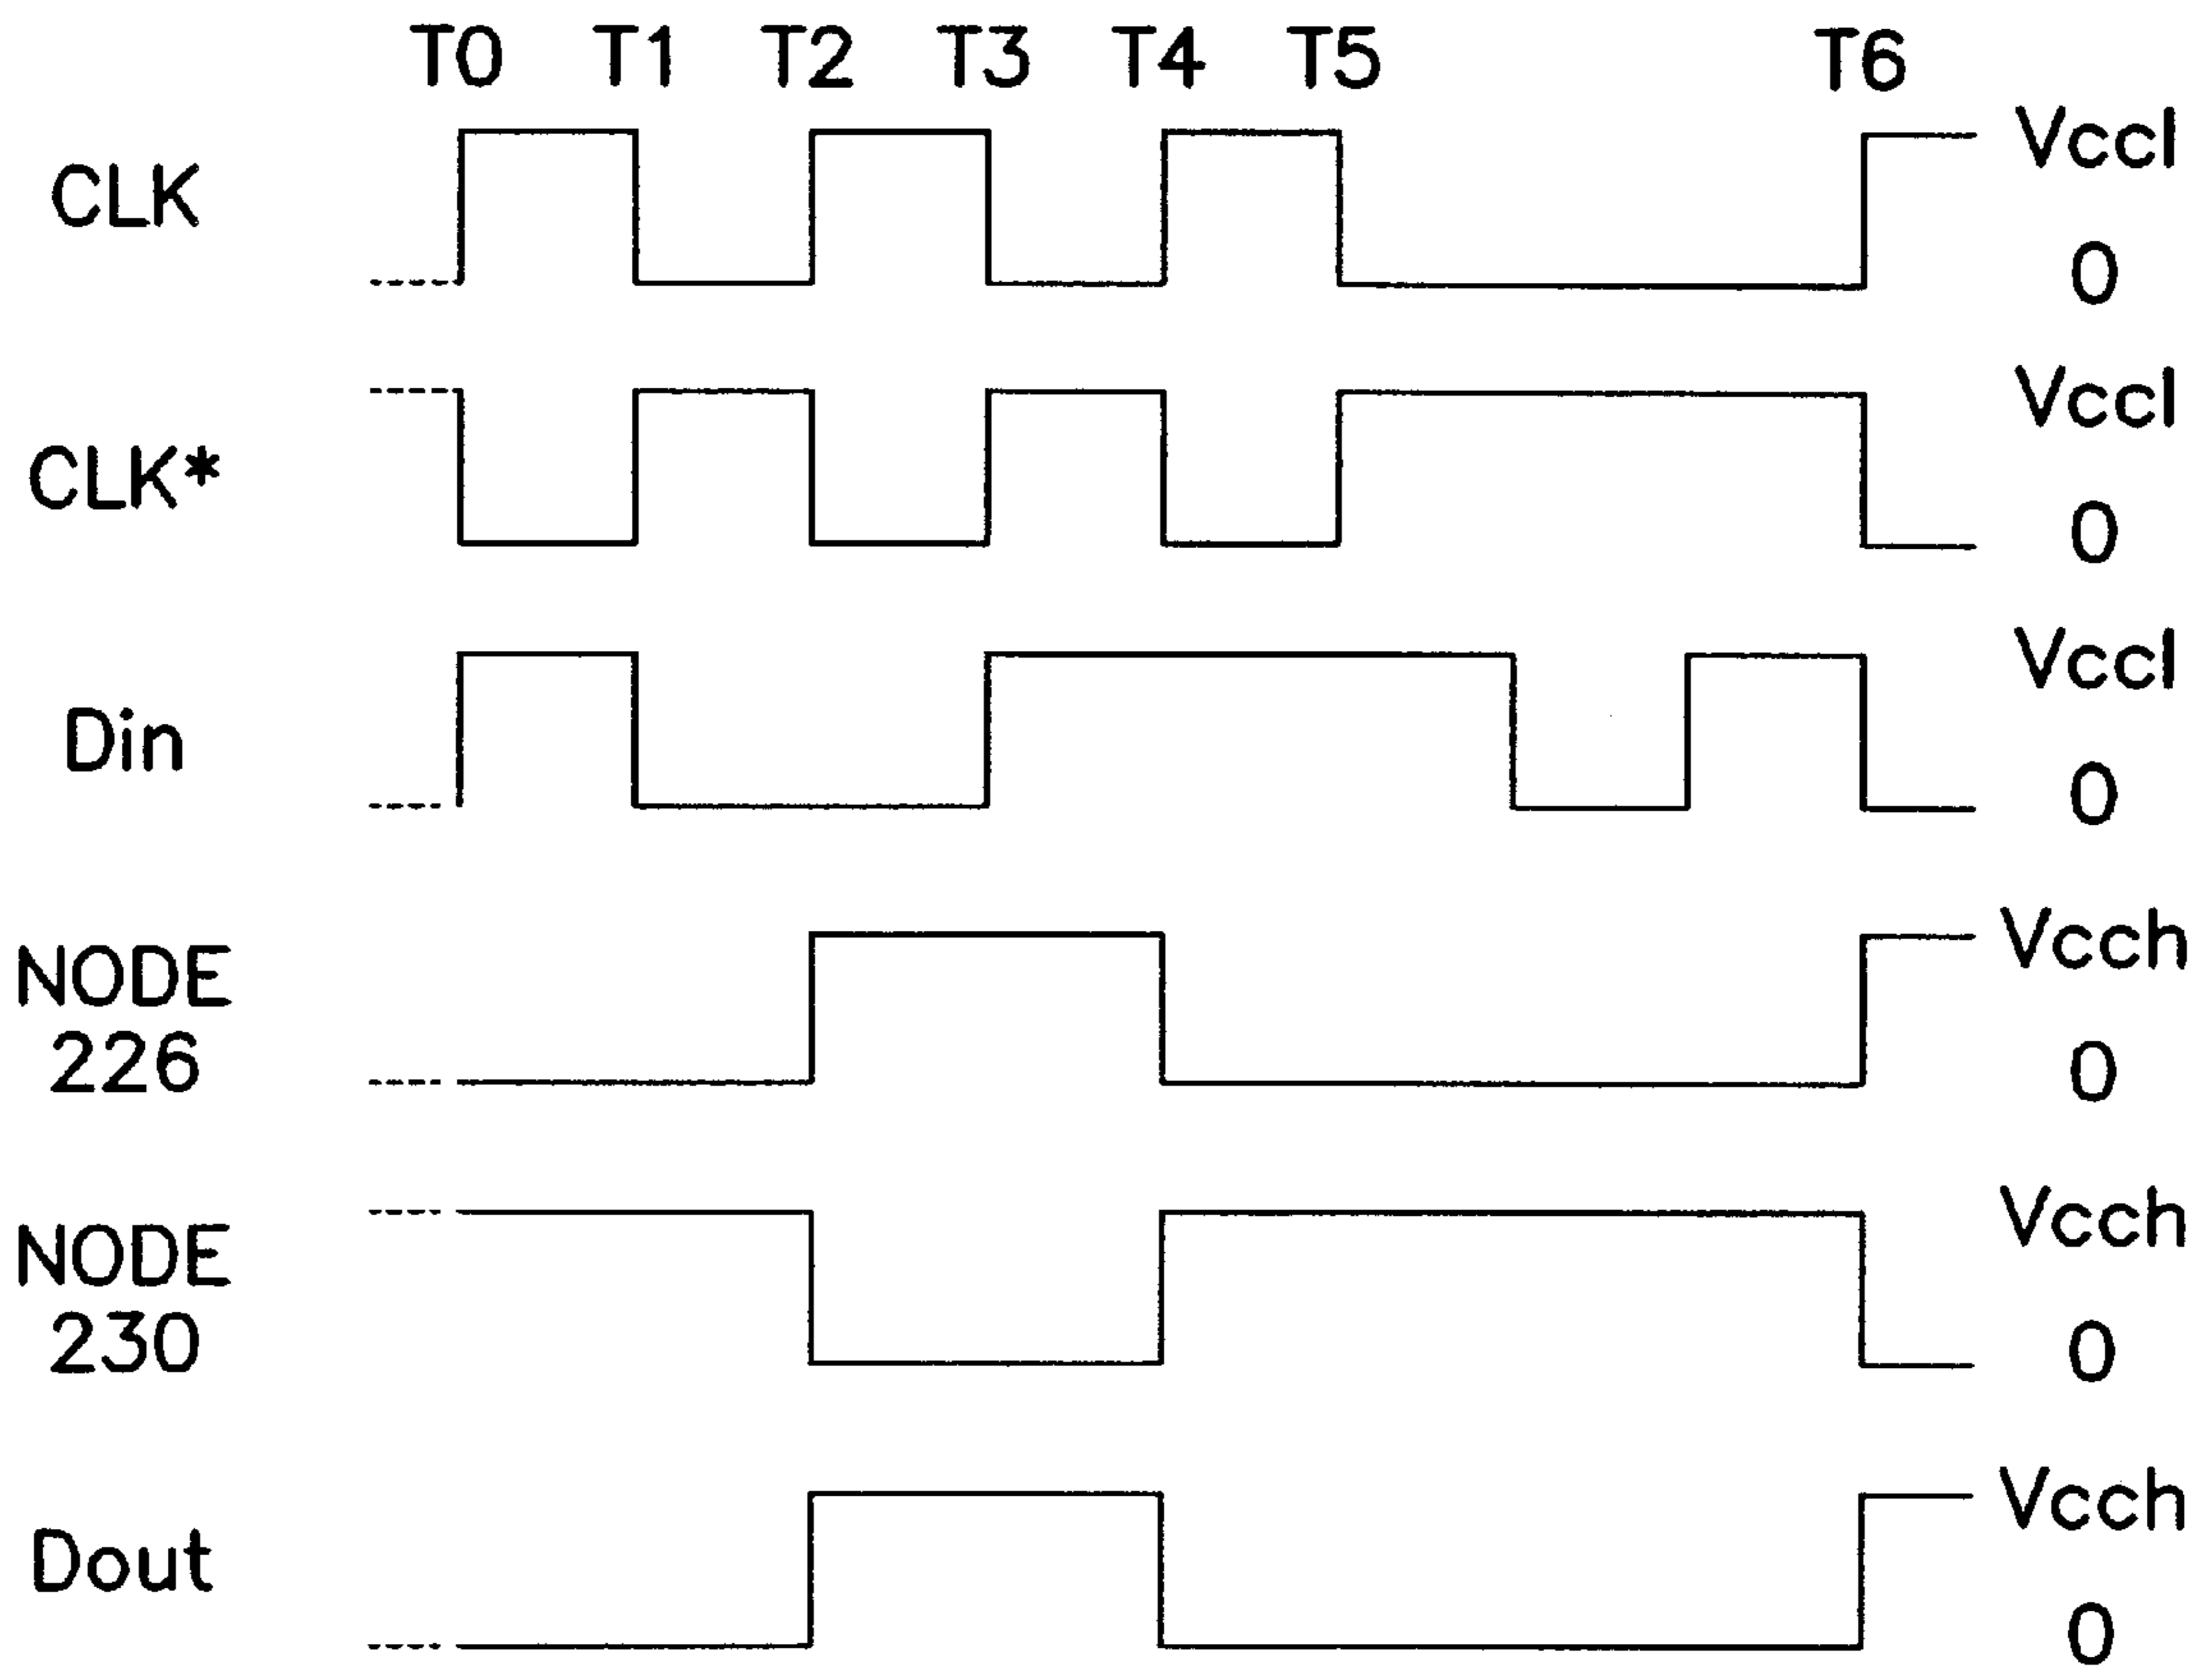 T0 T1 T2 T3 T4 T5 T6
CLK
Vccl
0
CLK*
Vccl
0
Din
Vccl
0
NODE
226
Vcch
0
NODE
230
Vcch
0
Dout
Vcch
0